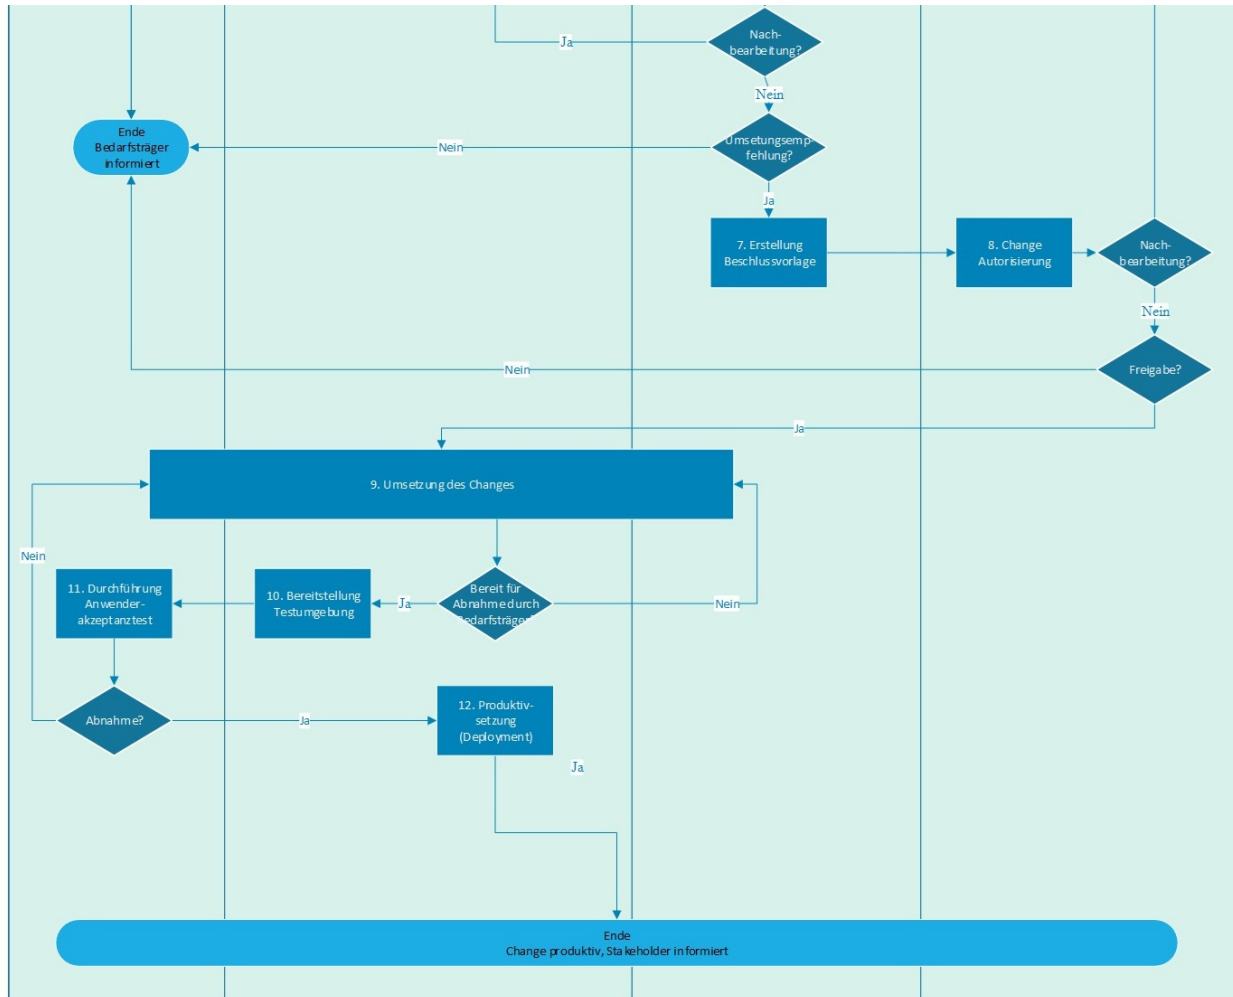 Nach-
bearbeitung?
Ja
Nein
Ende
Bedarfsträger
informiert
Nein
Umsetungsemp
fehlung?
Ja
7. Erstellung
Beschlussvorlage
8. Change
Autorisierung
Nach-
bearbeitung?
Nein
Nein
Freigabe?
Ja
9. Umsetzung des Changes
Nein
11. Durchführung
Anwender-
akzeptanztest
10. Bereitstellung
Testumgebung
Ja
Bereit für
Abnahme durch
Bedarfsträger
Nein
Abnahme?
Ja
12. Produktiv-
setzung
(Deployment)
Ja
Ende
Change produktiv, Stakeholder informiert